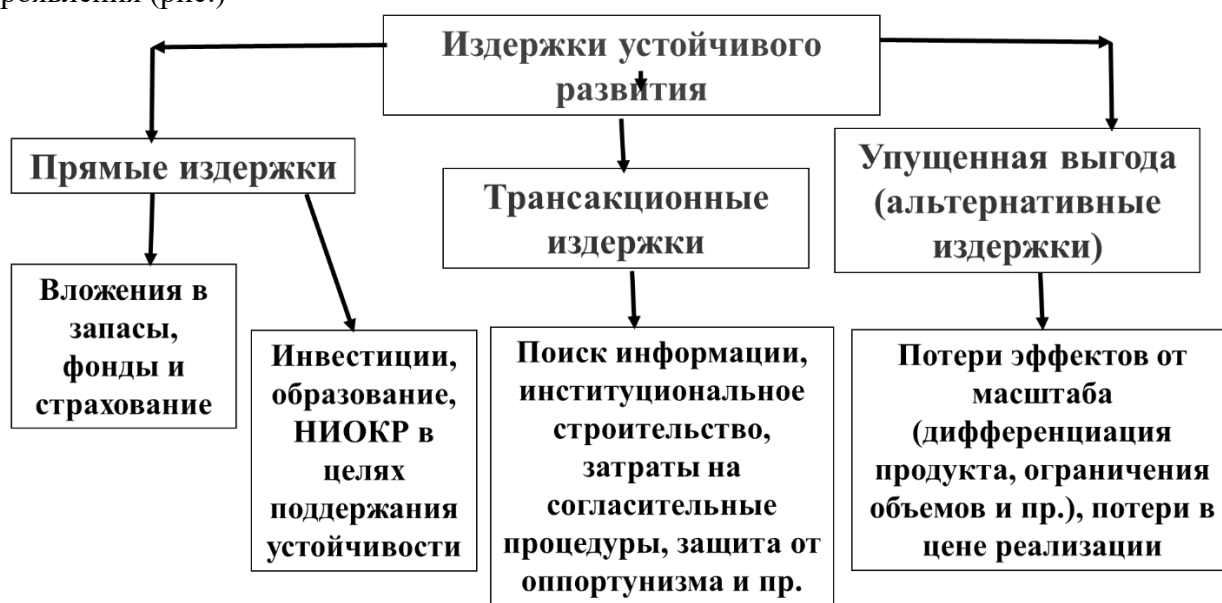 роявления (рис.)
Издержки устойчивого
развития
Прямые издержки
Трансакционные
издержки
Упущенная выгода
(альтернативные
издержки)
Вложения в
запасы,
фонды и
страхование
Инвестиции,
образование,
НИОКР в
целях
поддержания
устойчивости
Поиск информации,
институциональное
строительство,
затраты на
согласительные
процедуры, защита от
оппортунизма и пр.
Потери эффектов от
масштаба
(дифференциация
продукта, ограничения
объемов и пр.), потери в
цене реализации